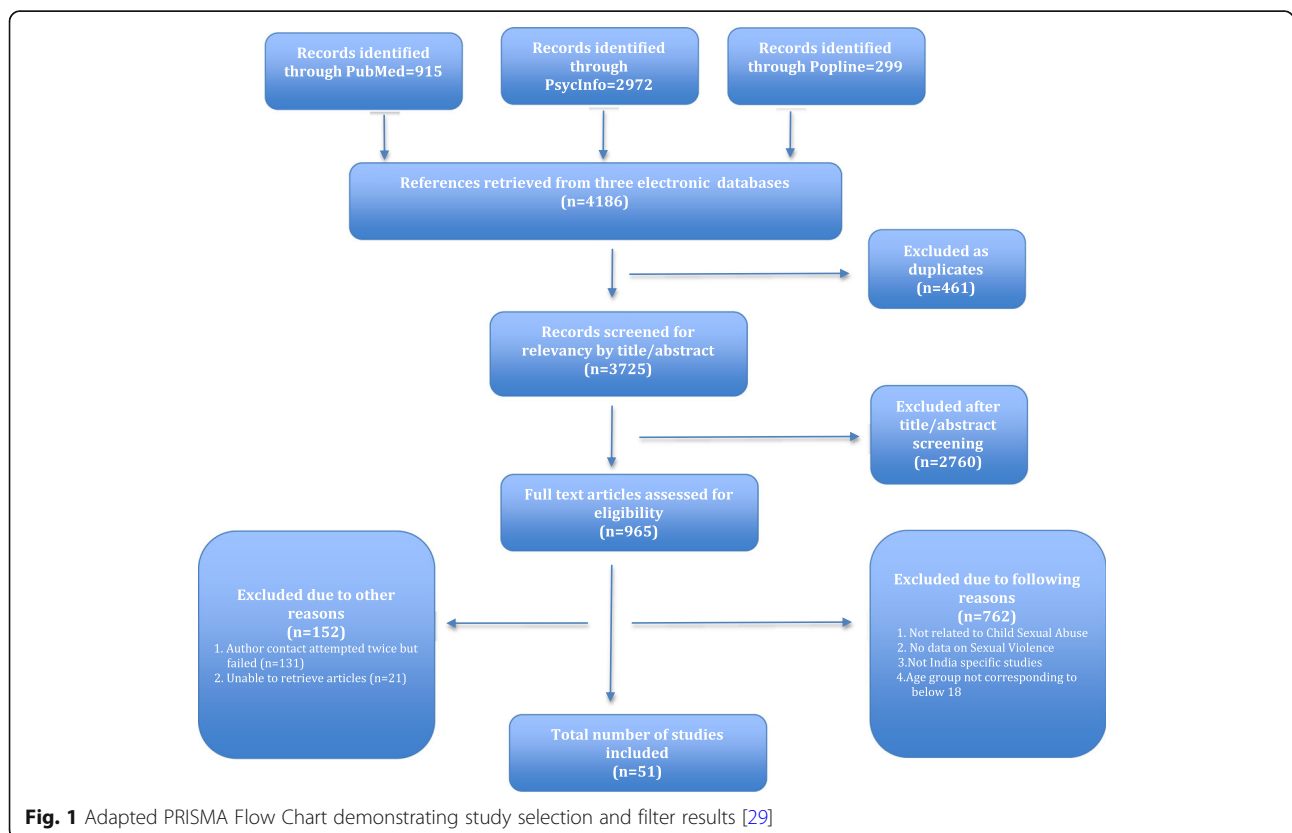 Records identified
through PubMed=915
Records identified
through
PsycInfo=2972
Records identified
through Popline=299
References retrieved from three electronic databases
(n=4186)
Excluded as
duplicates
(n=461)
Records screened for
relevancy by title/abstract
(n=3725)
Excluded after
title/abstract
screening
(n=2760)
Full text articles assessed for
eligibility
(n=965)
Excluded due to other
reasons
(n=152)
1. Author contact attempted twice but
failed (n=131)
2. Unable to retrieve articles (n=21)
Excluded due to following
reasons
(n=762)
1. Not related to Child Sexual Abuse
2. No data on Sexual Violence
3.Not India specific studies
4.Age group not corresponding to
below 18
Total number of studies
included
(n=51)
Fig. 1 Adapted PRISMA Flow Chart demonstrating study selection and filter results [29]